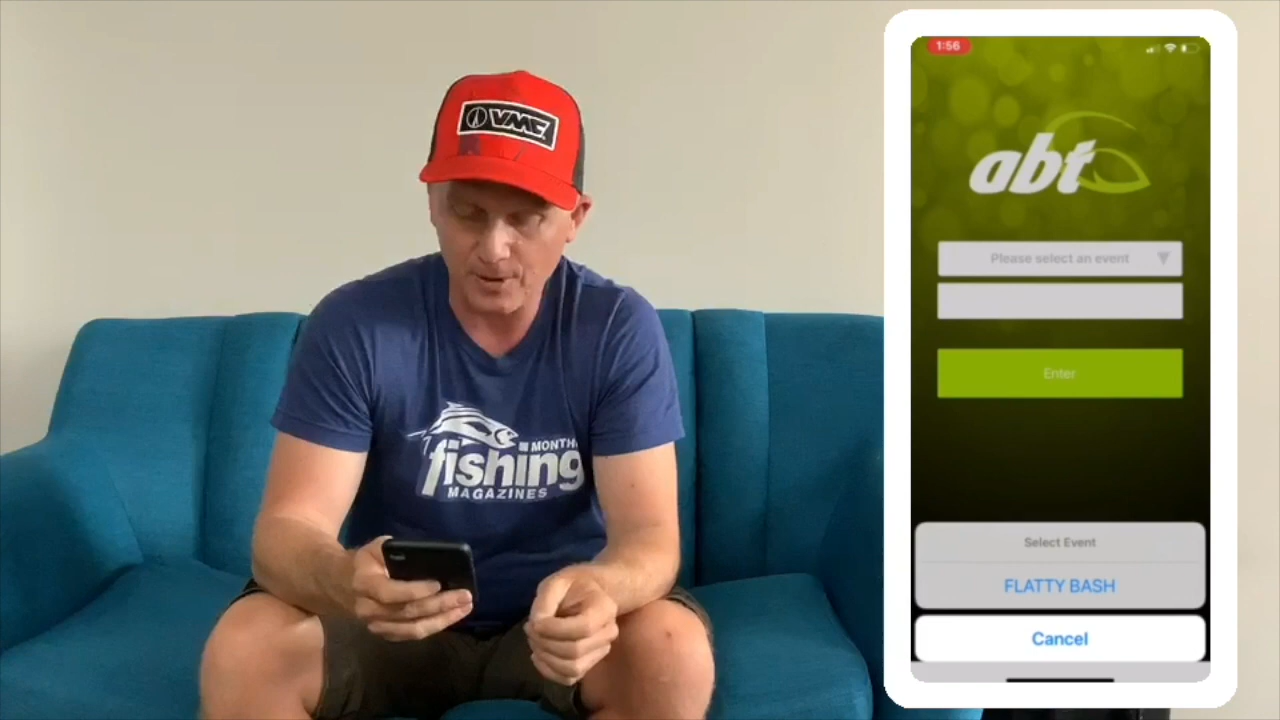 VMC
MONTHLY
fishing
MAGAZINES
1:56
abt
Please select an event
Enter
Select Event
FLATTY BASH
Cancel